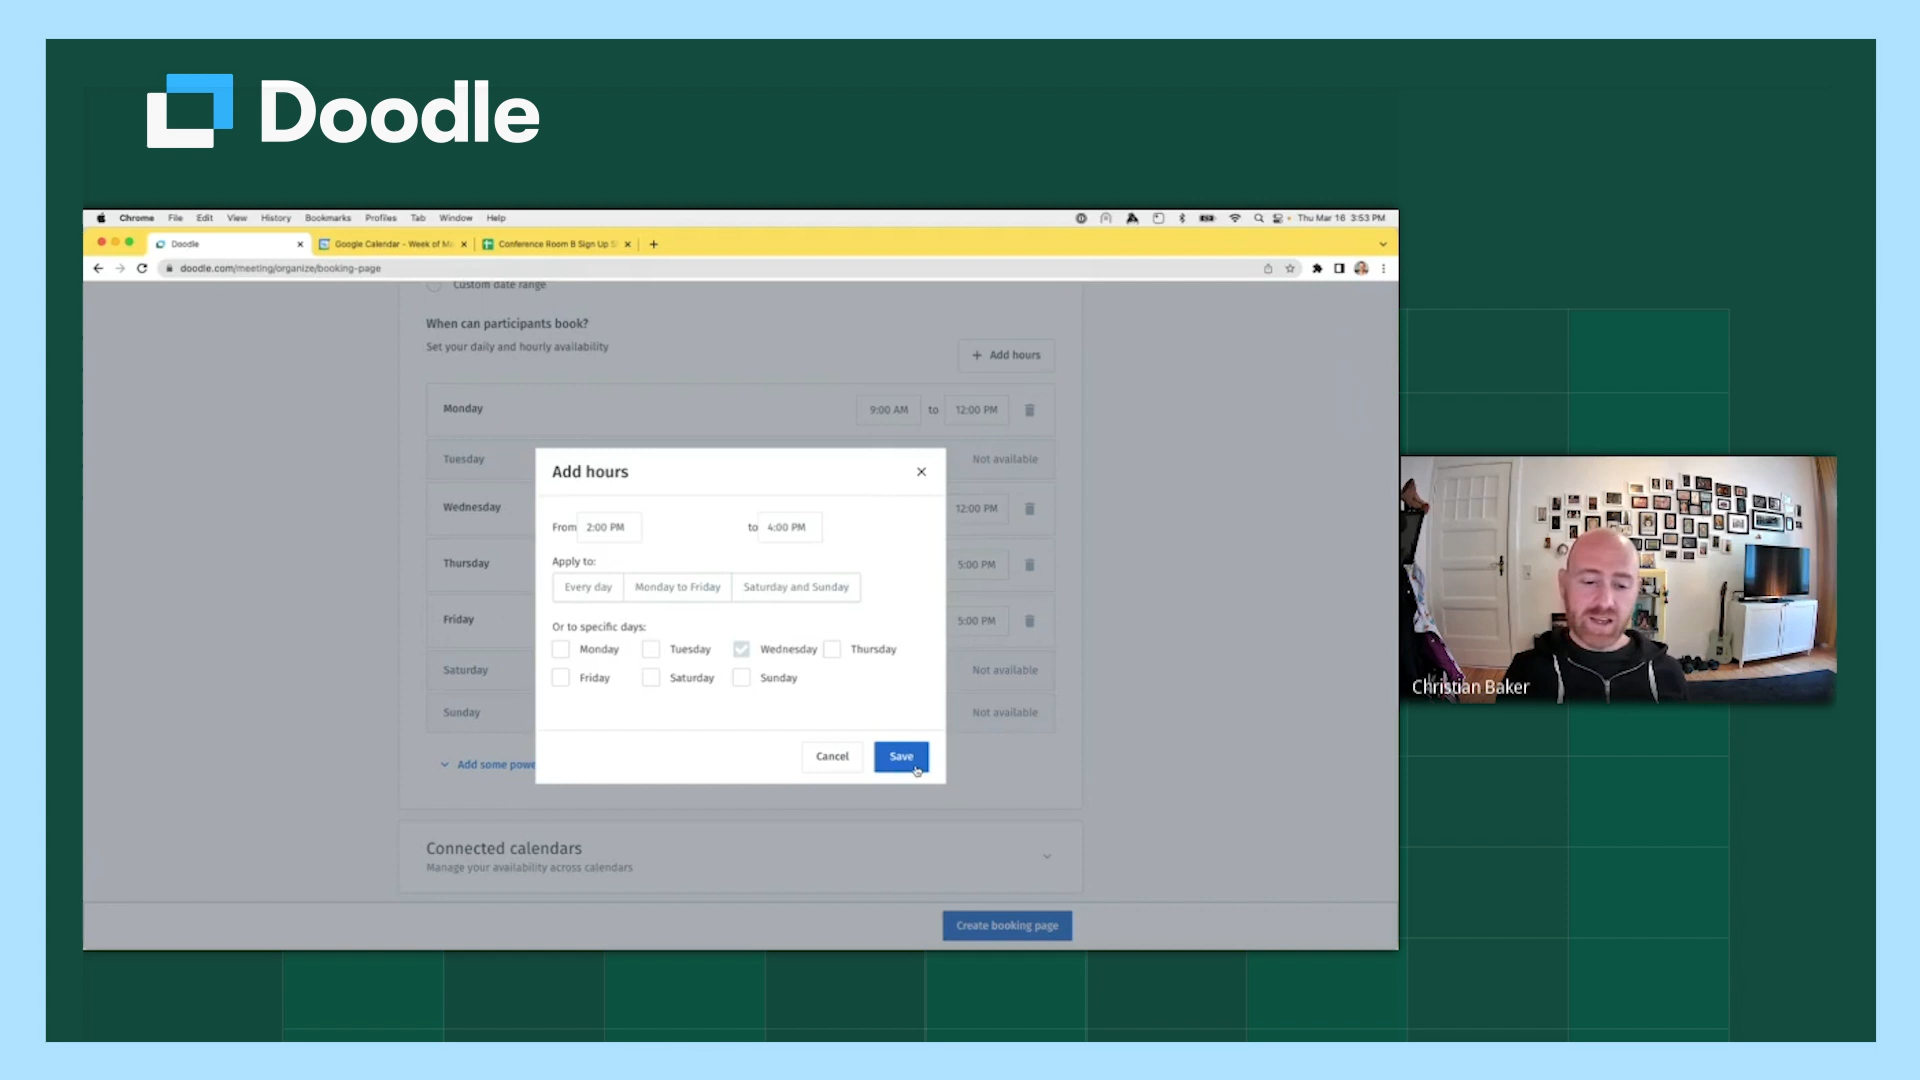 Doodle
Chrome File Edit View History Bookmarks Profiles Tab Window Help Thu Mar 16 3:53 PM
Doodle Google Calendar - Week of Ma Conference Room B Sign Up S
doodle.com/meeting/organize/booking-page
Custom date range
When can participants book?
Set your daily and hourly availability
Add hours
Monday 9:00 AM to 12:00 PM
Tuesday Not available
Wednesday 12:00 PM
Thursday 5:00 PM
Friday 5:00 PM
Saturday Not available
Sunday Not available
Add some powe
Add hours
From 2:00 PM to 4:00 PM
Apply to:
Every day Monday to Friday Saturday and Sunday
Or to specific days:
Monday Tuesday Wednesday Thursday
Friday Saturday Sunday
Cancel Save
Connected calendars
Manage your availability across calendars
Create booking page
Christian Baker